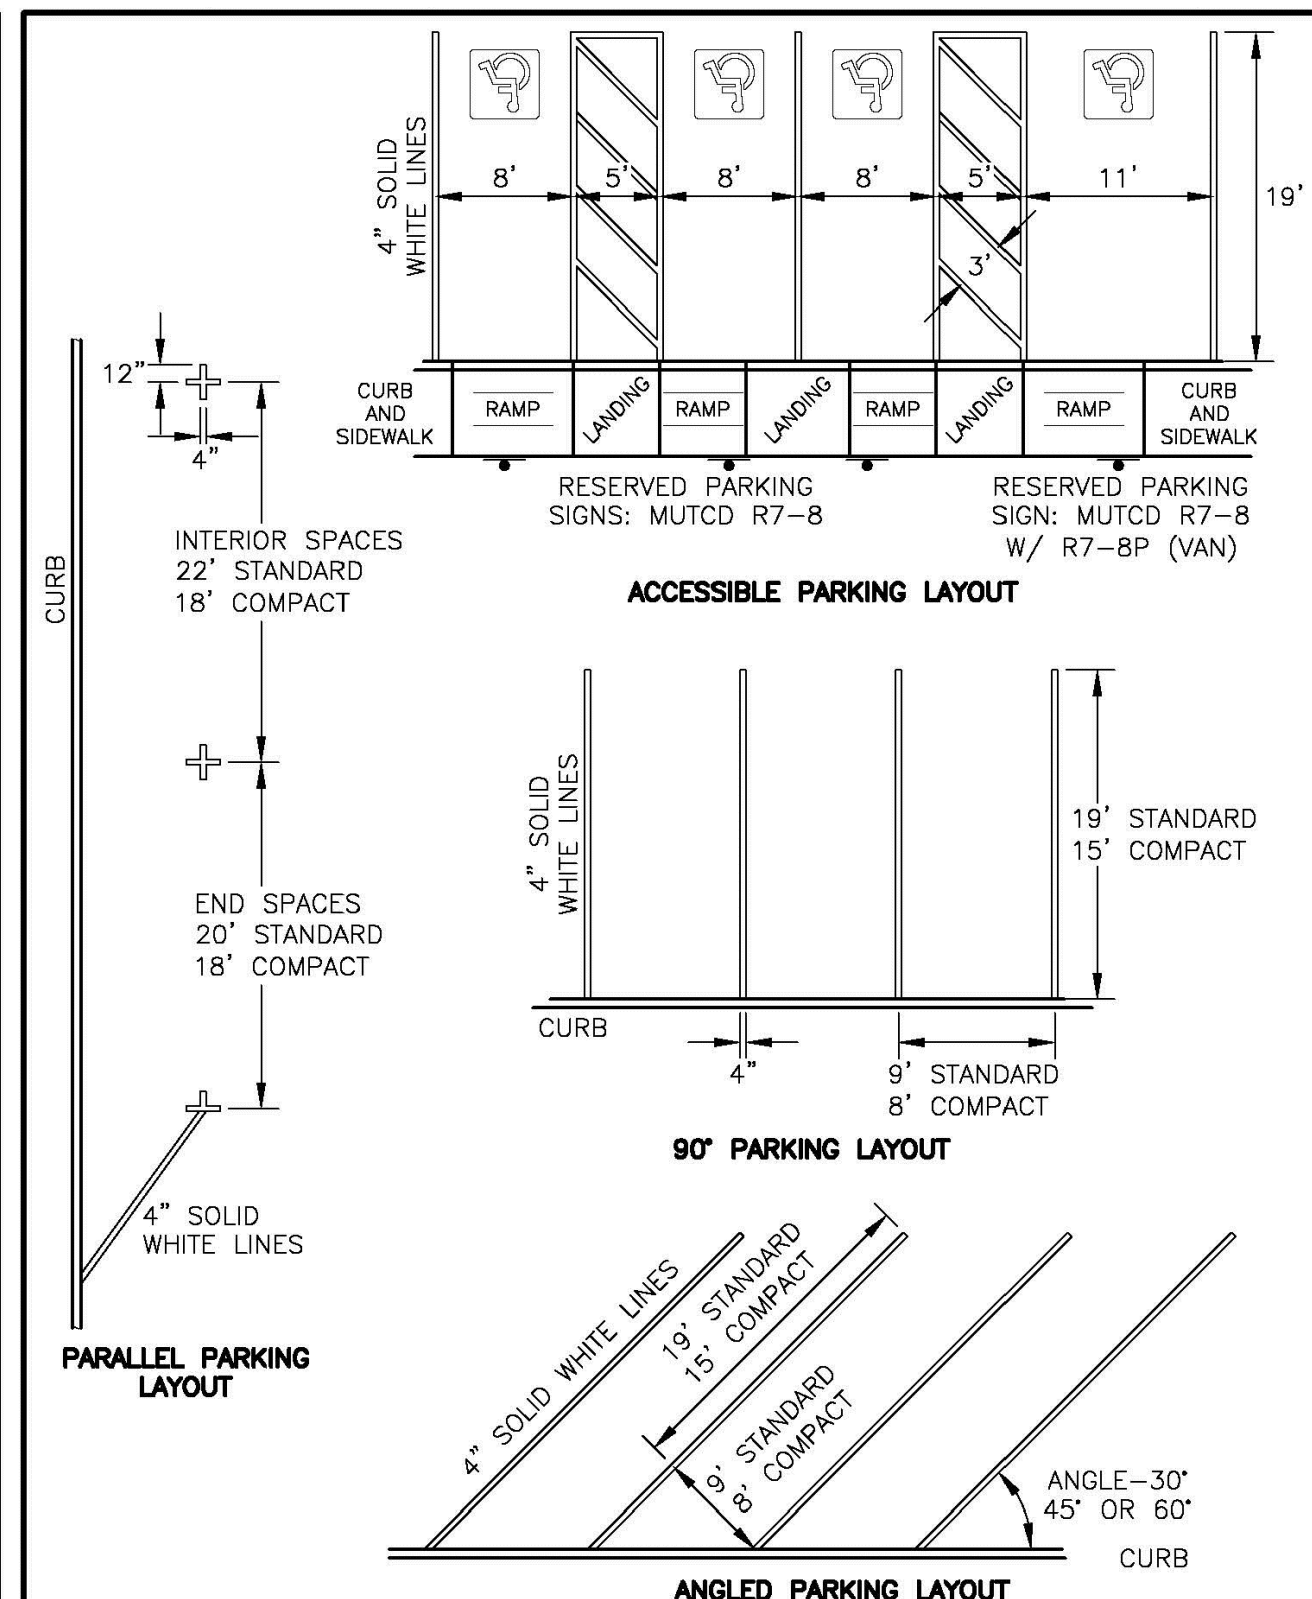 4" SOLID
WHITE LINES
8'
5'
8'
8'
5'
11'
19'
3'
CURB
AND
SIDEWALK
RAMP
LANDING
RAMP
LANDING
RAMP
LANDING
RAMP
CURB
AND
SIDEWALK
RESERVED PARKING
SIGNS: MUTCD R7-8
RESERVED PARKING
SIGN: MUTCD R7-8
W/ R7-8P (VAN)
ACCESSIBLE PARKING LAYOUT
12"
4"
CURB
INTERIOR SPACES
22' STANDARD
18' COMPACT
END SPACES
20' STANDARD
18' COMPACT
4" SOLID
WHITE LINES
PARALLEL PARKING
LAYOUT
4" SOLID
WHITE LINES
19' STANDARD
15' COMPACT
CURB
4"
9' STANDARD
8' COMPACT
90° PARKING LAYOUT
4" SOLID WHITE LINES
19' STANDARD
15' COMPACT
9' STANDARD
8' COMPACT
ANGLE-30°
45° OR 60°
CURB
ANGLED PARKING LAYOUT